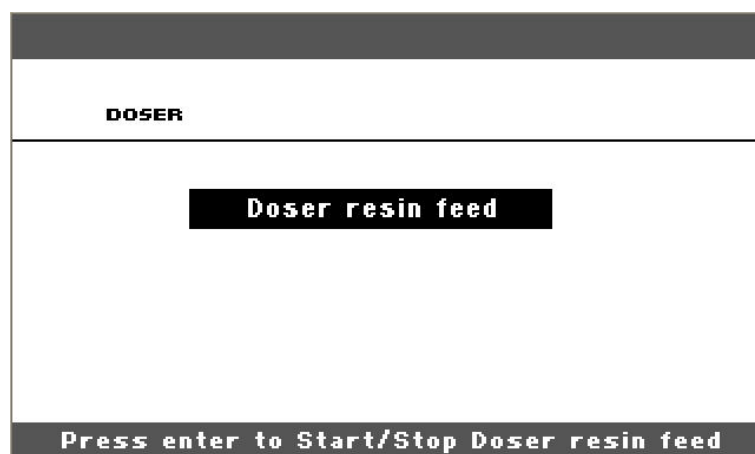 DOSER
Doser resin feed
Press enter to Start/Stop Doser resin feed